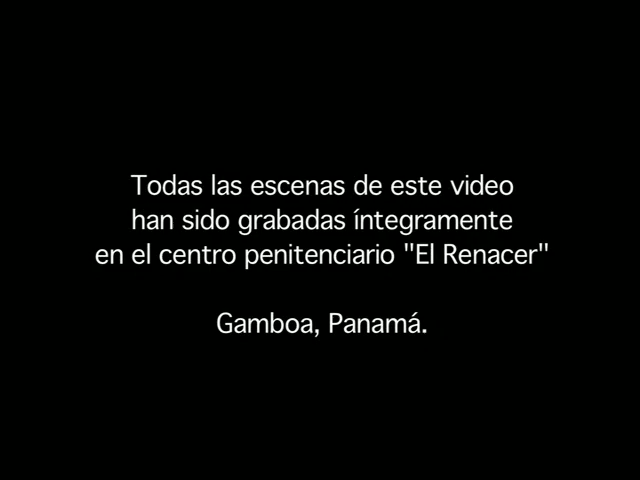 Todas las escenas de este video
han sido grabadas íntegramente
en el centro penitenciario "El Renacer"
Gamboa, Panamá.